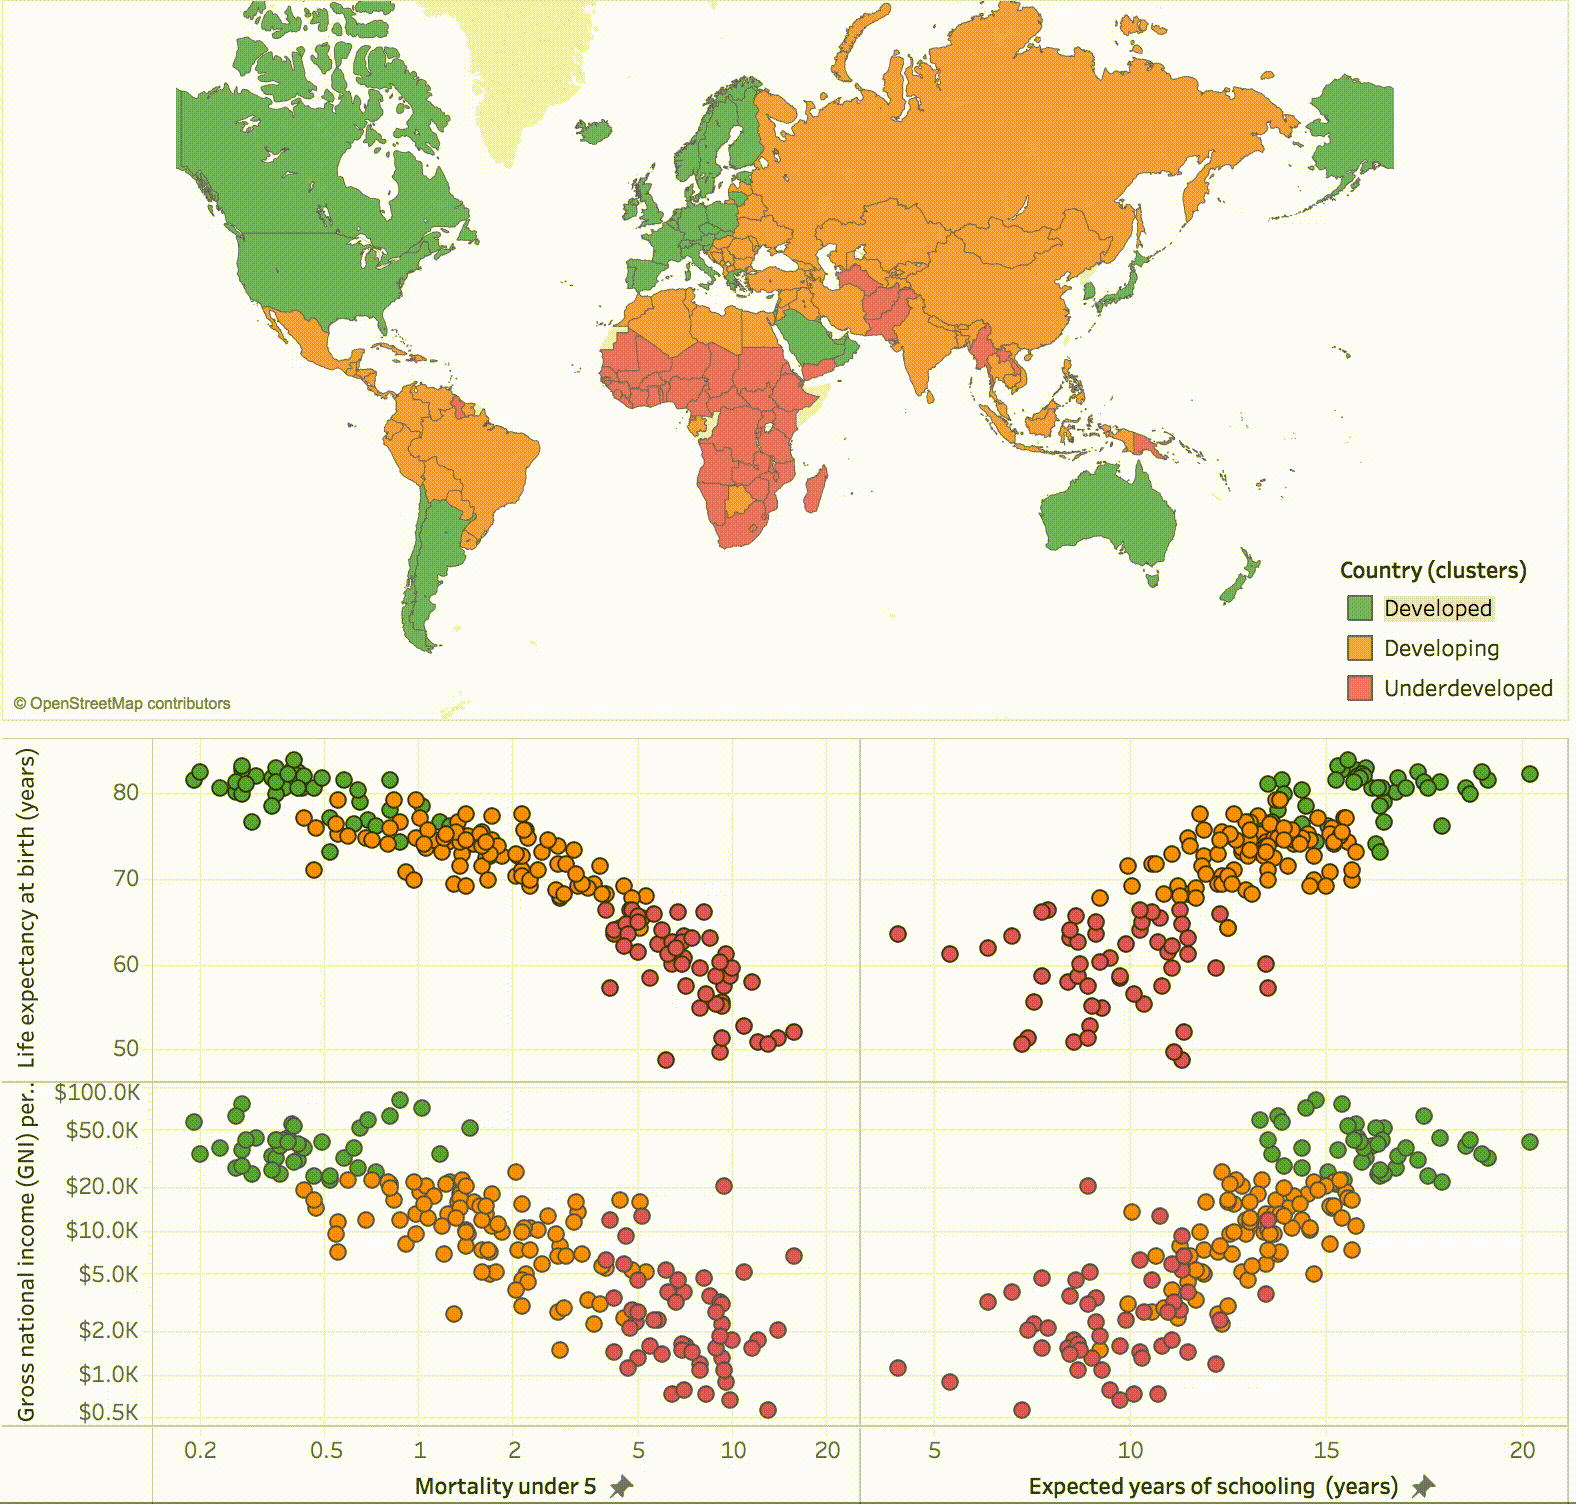 Country (clusters)
Developed
Developing
Underdeveloped
© OpenStreetMap contributors
Life expectancy at birth (years)
80
70
60
50
Gross national income (GNI) per..
$100.0K
$50.0K
$20.0K
$10.0K
$5.0K
$2.0K
$1.0K
$0.5K
0.2 0.5 1 2 5 10 20 5 10 15 20
Mortality under 5 Expected years of schooling (years)